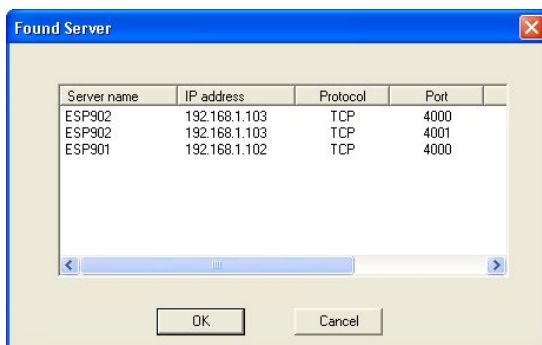 Found Server
Server name IP address Protocol Port
ESP902 192.168.1.103 TCP 4000
ESP902 192.168.1.103 TCP 4001
ESP901 192.168.1.102 TCP 4000
OK Cancel